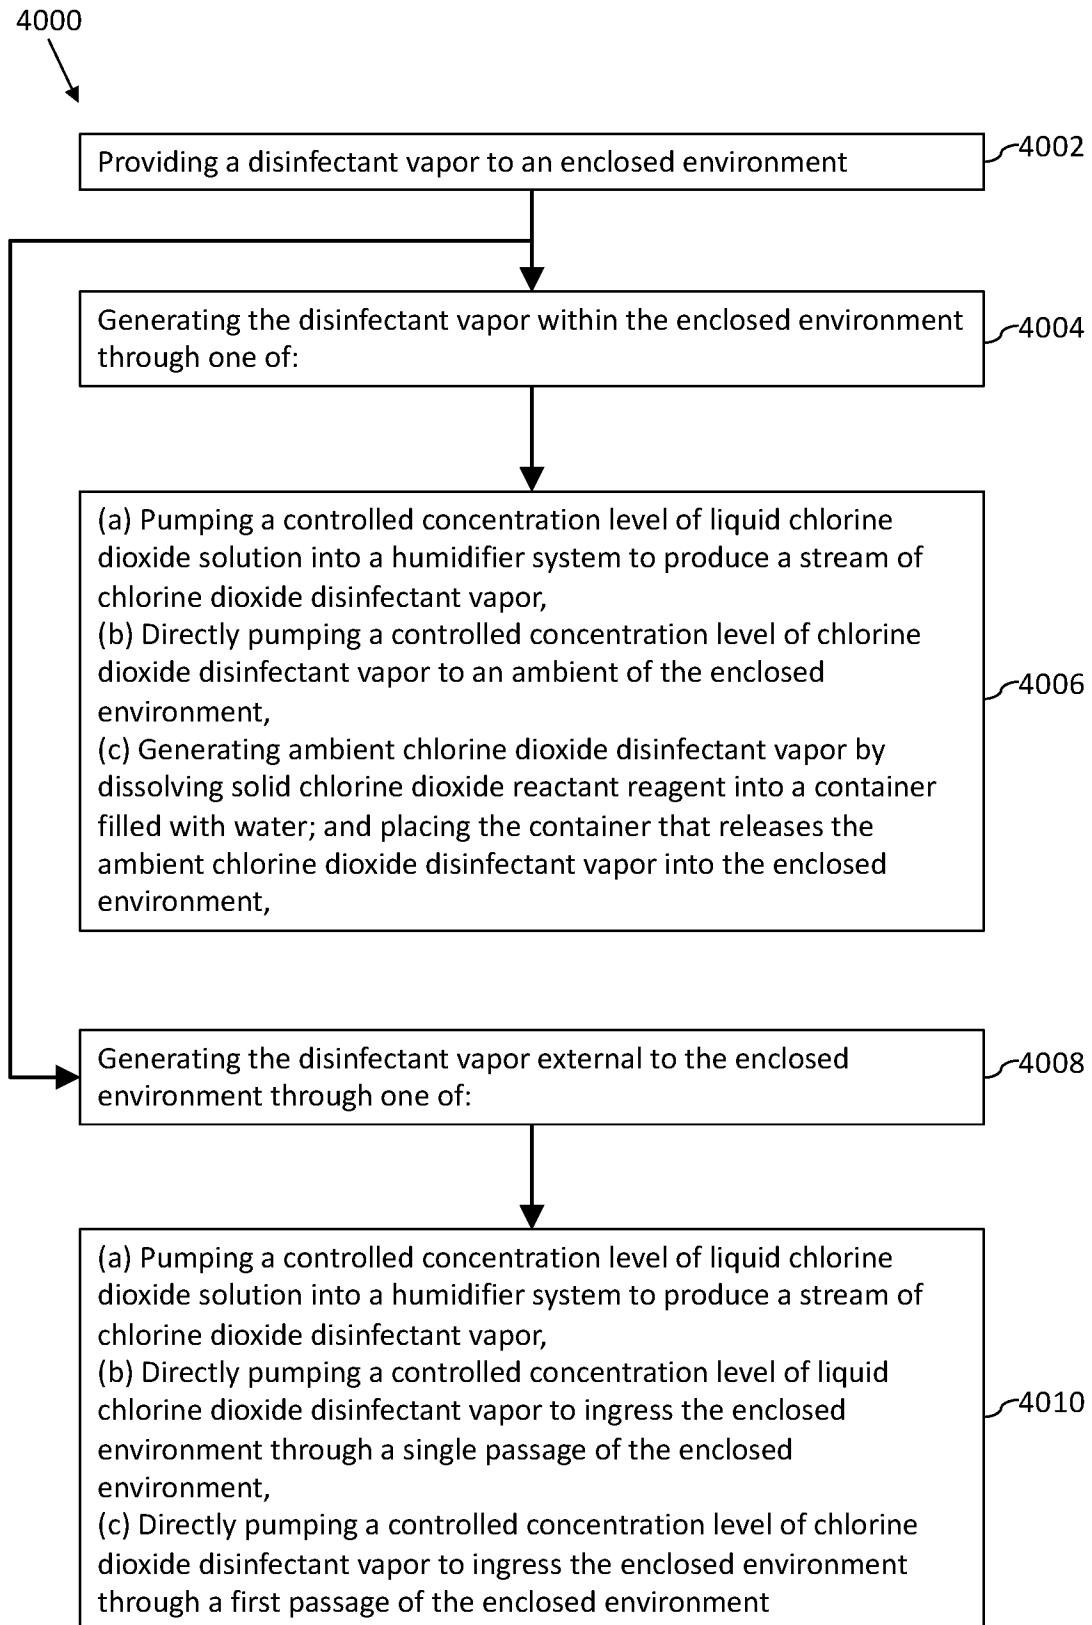 4000
Providing a disinfectant vapor to an enclosed environment
4002
Generating the disinfectant vapor within the enclosed environment
through one of:
4004
(a) Pumping a controlled concentration level of liquid chlorine
dioxide solution into a humidifier system to produce a stream of
chlorine dioxide disinfectant vapor,
(b) Directly pumping a controlled concentration level of chlorine
dioxide disinfectant vapor to an ambient of the enclosed
environment,
(c) Generating ambient chlorine dioxide disinfectant vapor by
dissolving solid chlorine dioxide reactant reagent into a container
filled with water; and placing the container that releases the
ambient chlorine dioxide disinfectant vapor into the enclosed
environment,
4006
Generating the disinfectant vapor external to the enclosed
environment through one of:
4008
(a) Pumping a controlled concentration level of liquid chlorine
dioxide solution into a humidifier system to produce a stream of
chlorine dioxide disinfectant vapor,
(b) Directly pumping a controlled concentration level of liquid
chlorine dioxide disinfectant vapor to ingress the enclosed
environment through a single passage of the enclosed
environment,
(c) Directly pumping a controlled concentration level of chlorine
dioxide disinfectant vapor to ingress the enclosed environment
through a first passage of the enclosed environment
4010